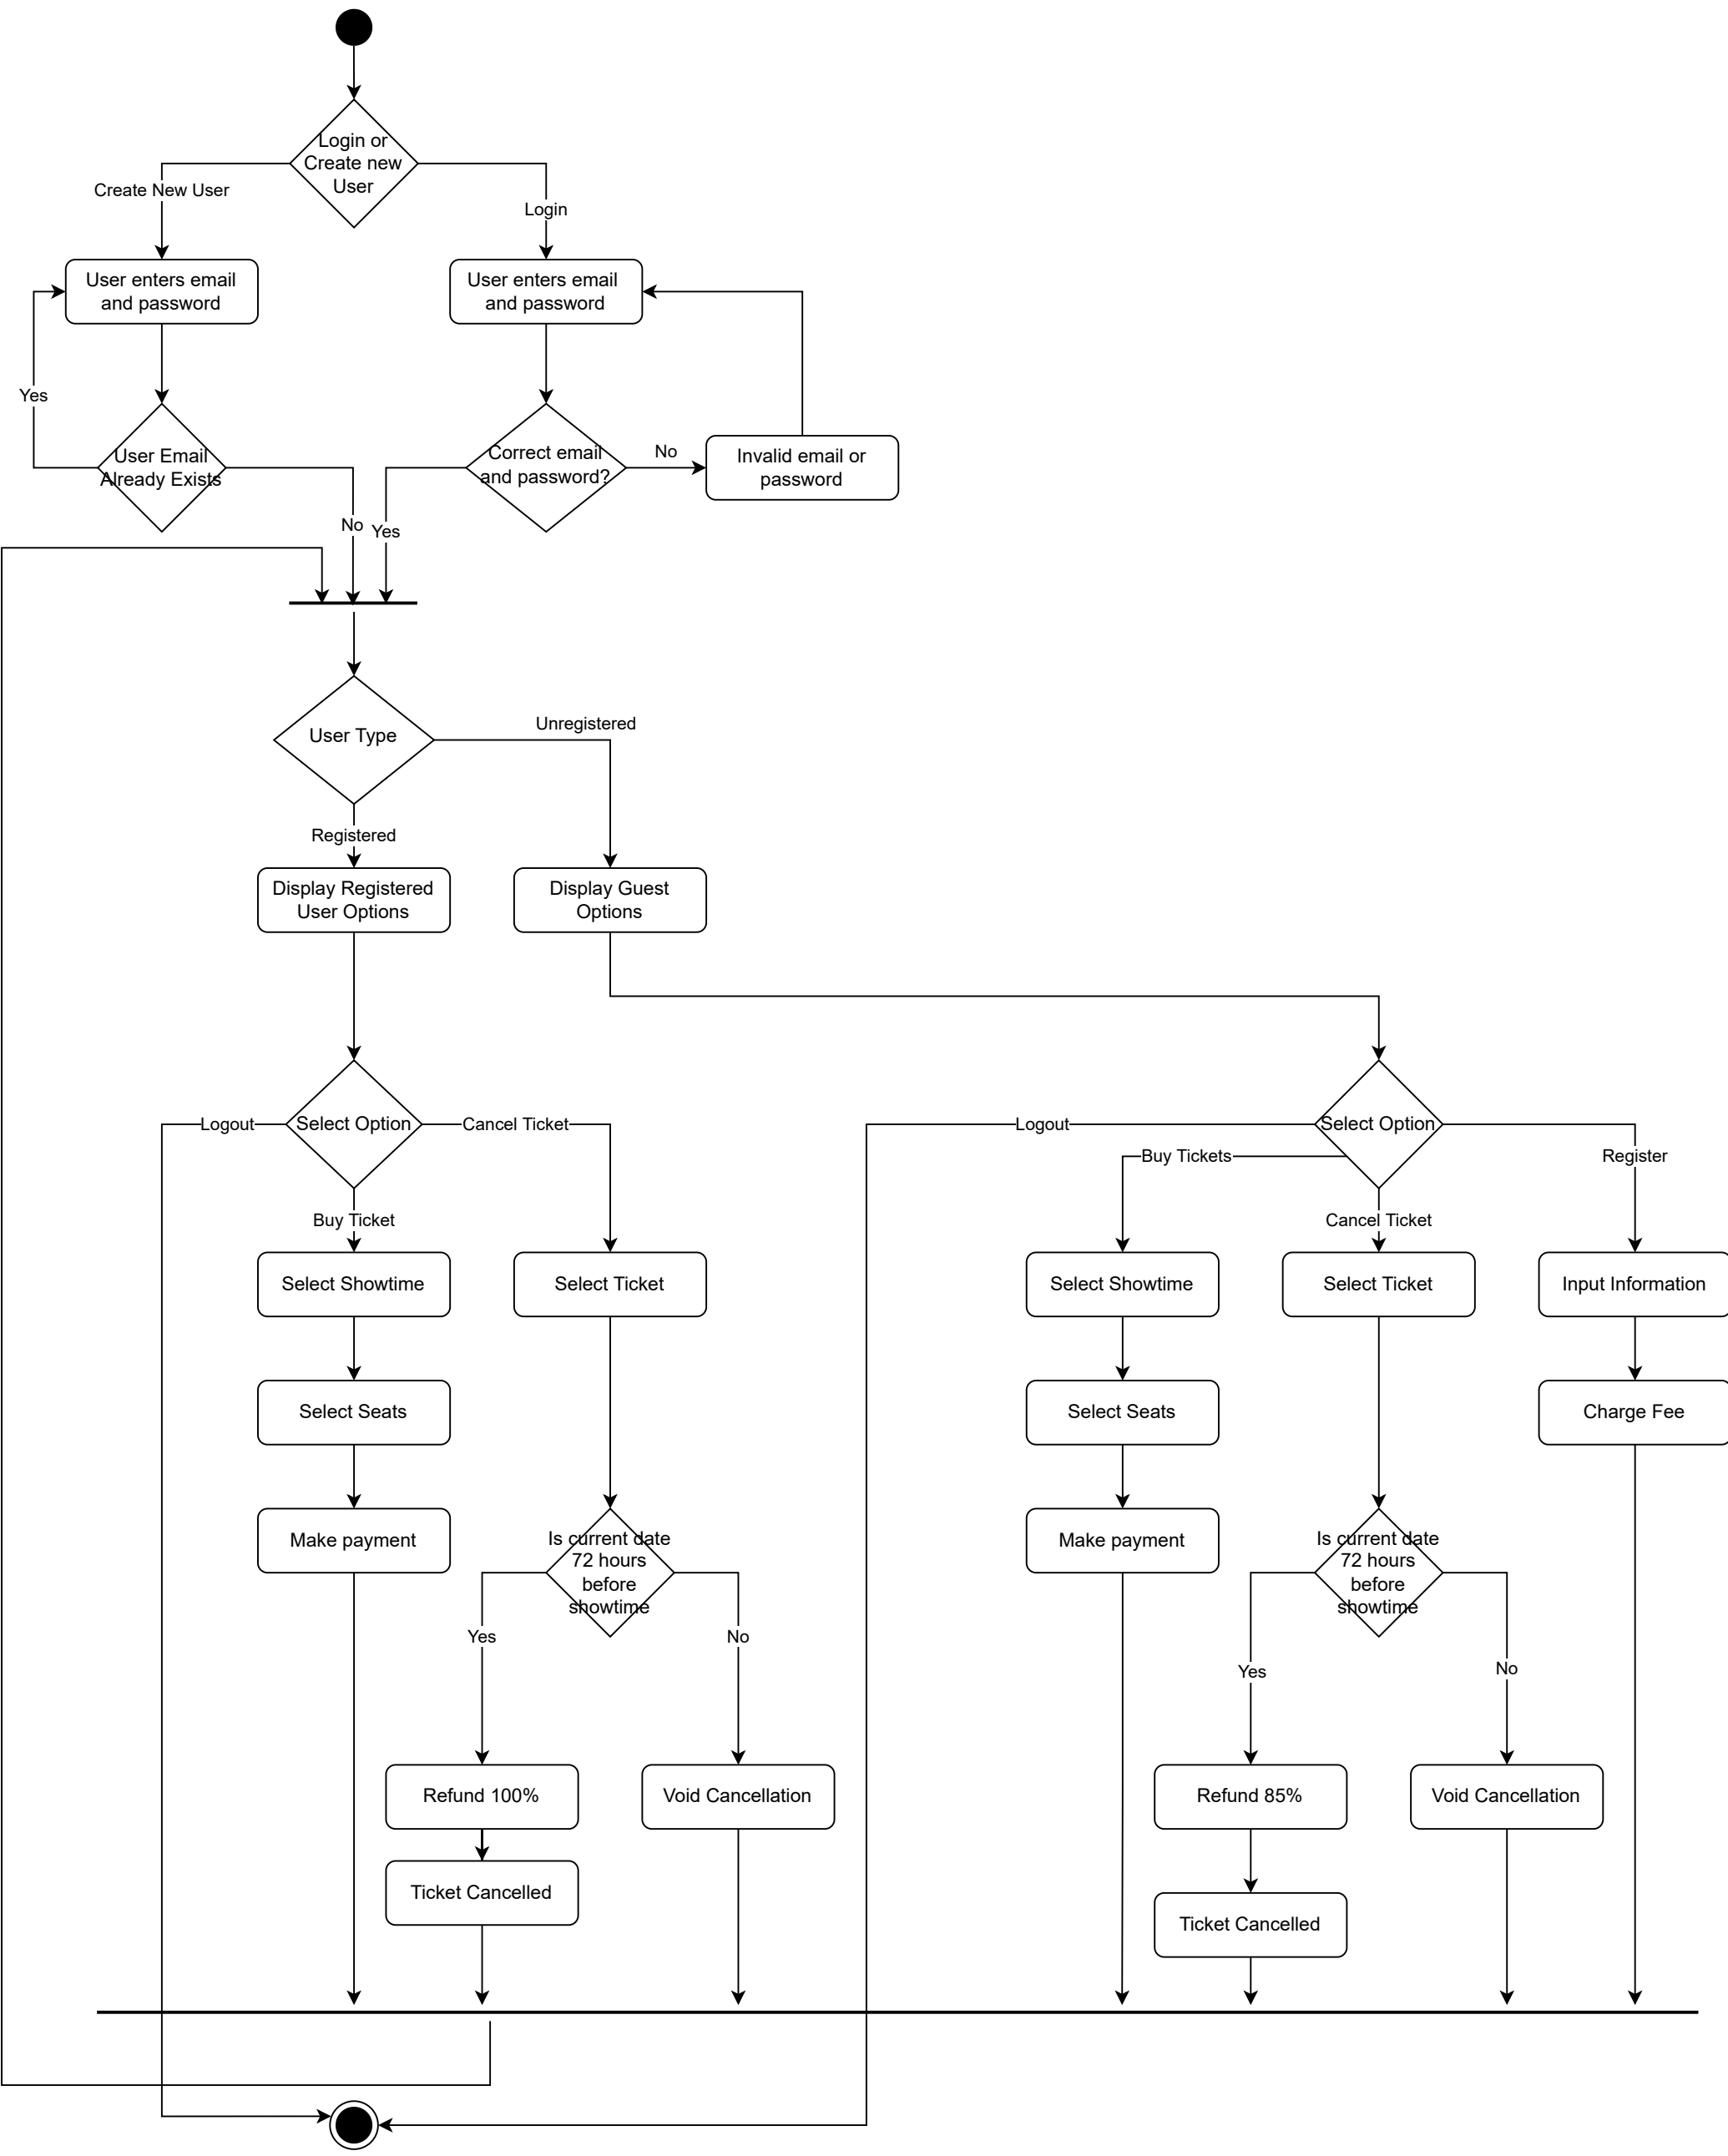 Login or
Create new
User
Create New User
Login
User enters email
and password
User enters email
and password
Yes
User Email
Already Exists
Correct email
and password?
No
Invalid email or
password
No
Yes
User Type
Unregistered
Registered
Display Registered
User Options
Display Guest
Options
Logout
Select Option
Cancel Ticket
Logout
Select Option
Buy Tickets
Register
Buy Ticket
Cancel Ticket
Select Showtime
Select Ticket
Select Showtime
Select Ticket
Input Information
Select Seats
Select Seats
Charge Fee
Make payment
Is current date
72 hours
before
showtime
Make payment
Is current date
72 hours
before
showtime
Yes
No
Yes
No
Refund 100%
Void Cancellation
Refund 85%
Void Cancellation
Ticket Cancelled
Ticket Cancelled